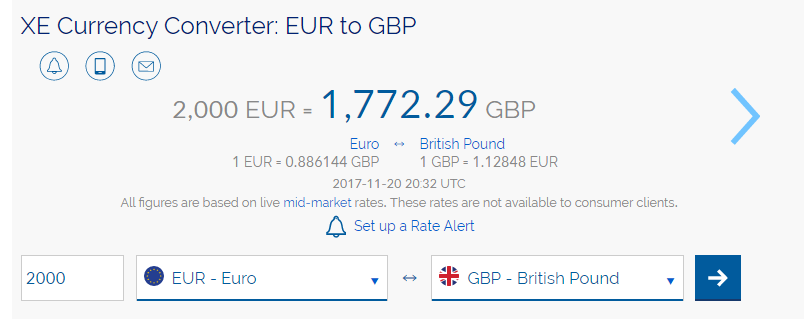 XE Currency Converter: EUR to GBP
2,000 EUR = 1,772.29 GBP
Euro ↔ British Pound
1 EUR = 0.886144 GBP 1 GBP = 1.12848 EUR
2017-11-20 20:32 UTC
All figures are based on live mid-market rates. These rates are not available to consumer clients.
Set up a Rate Alert
2000 EUR - Euro ↔ GBP - British Pound